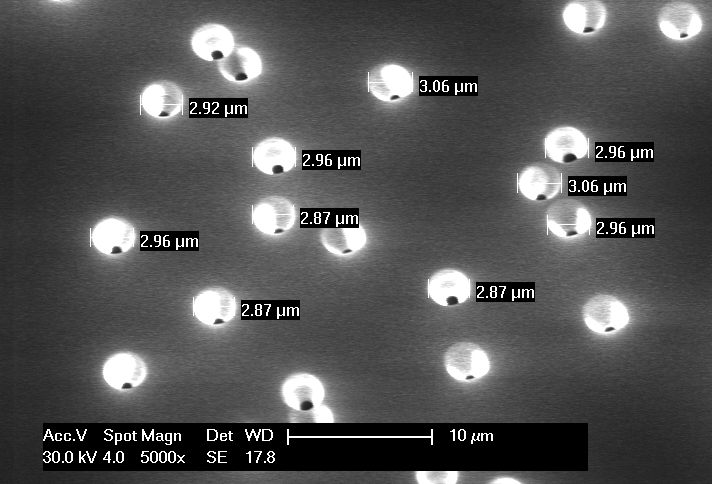 3.06 µm
2.92 µm
2.96 µm
2.96 µm
3.06 µm
2.87 µm
2.96 µm
2.96 µm
2.87 µm
2.87 µm
Acc.V Spot Magn Det WD 10 µm
30.0 kV 4.0 5000x SE 17.8